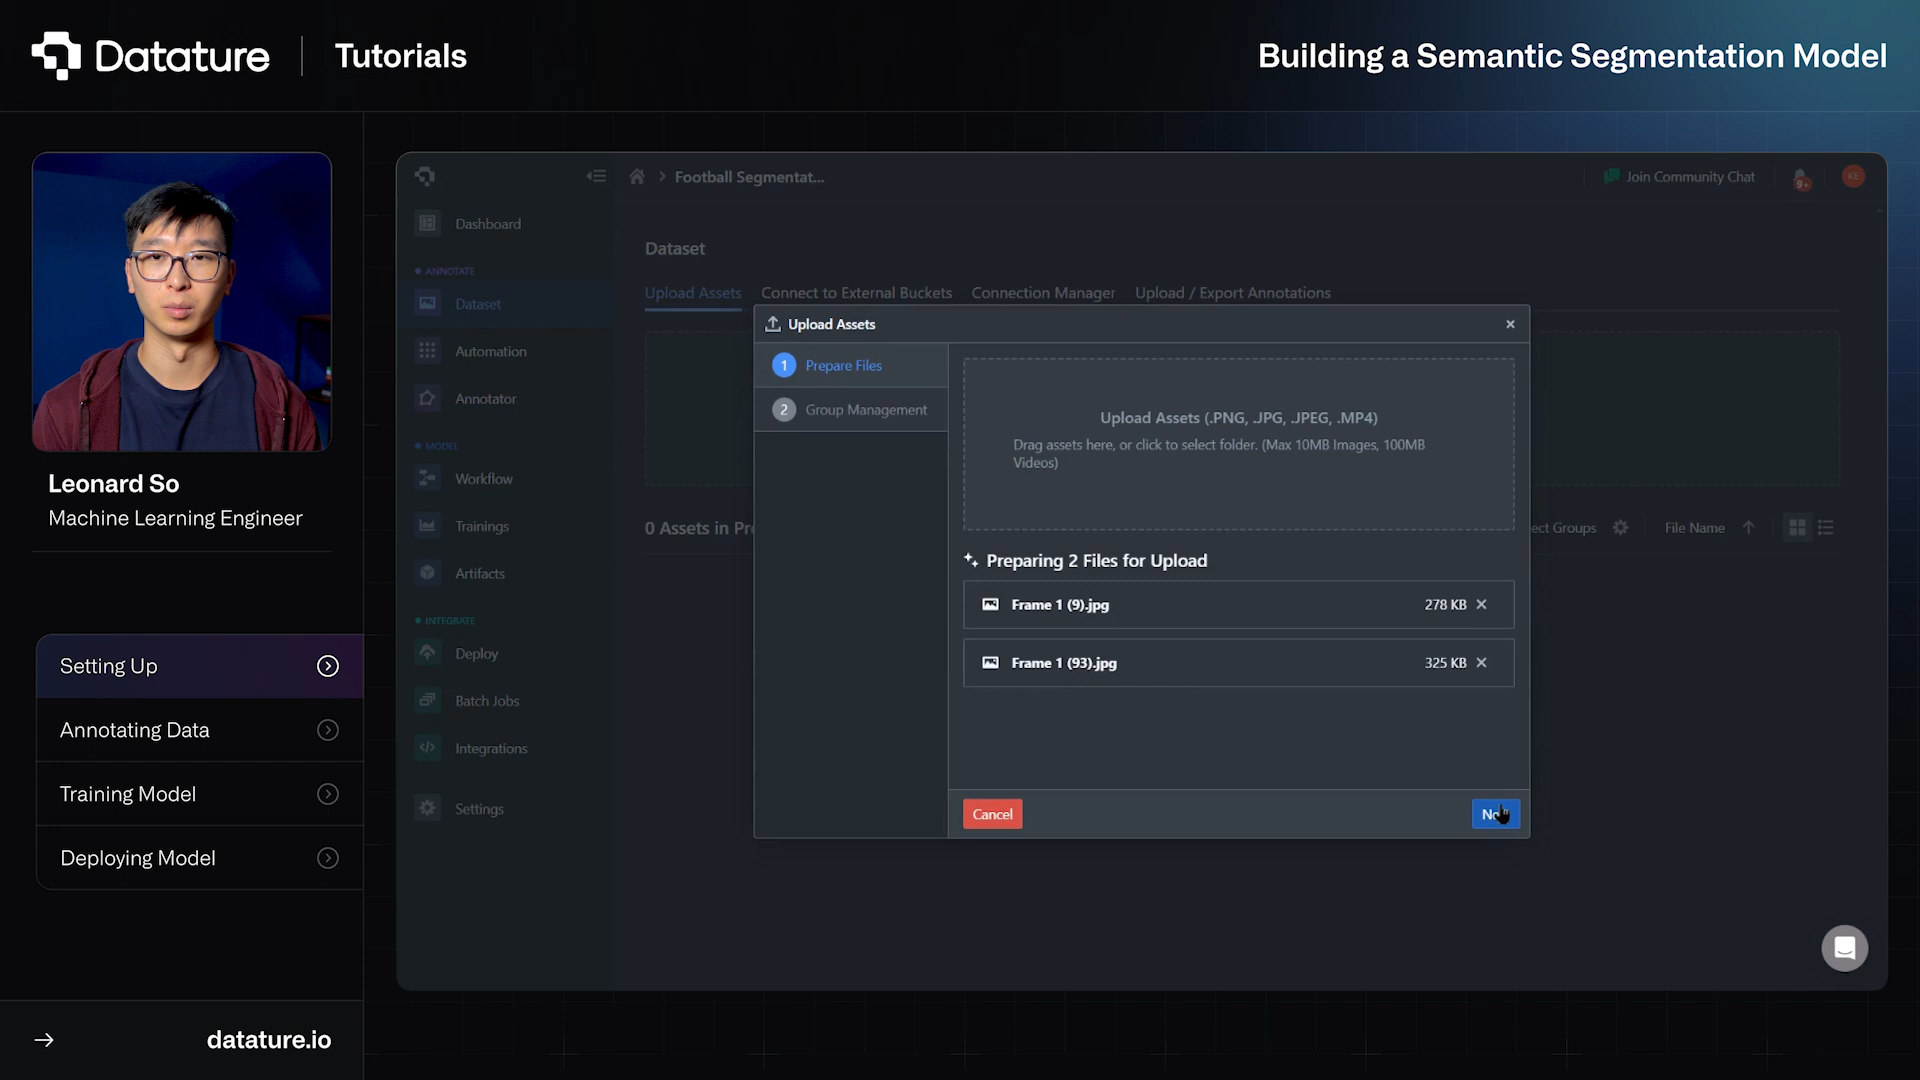 Datature
Tutorials
Building a Semantic Segmentation Model
Leonard So
Machine Learning Engineer
Setting Up
Annotating Data
Training Model
Deploying Model
datature.io
Football Segmentat...
Join Community Chat
9+
KE
Dashboard
ANNOTATE
Dataset
Automation
Annotator
MODEL
Workflow
Trainings
Artifacts
INTEGRATE
Deploy
Batch Jobs
Integrations
Settings
Dataset
Upload Assets
Connect to External Buckets
Connection Manager
Upload / Export Annotations
0 Assets in Pr
ect Groups
File Name
Upload Assets
1 Prepare Files
2 Group Management
Upload Assets (.PNG, .JPG, .JPEG, .MP4)
Drag assets here, or click to select folder. (Max 10MB Images, 100MB
Videos)
Preparing 2 Files for Upload
Frame 1 (9).jpg 278 KB
Frame 1 (93).jpg 325 KB
Cancel